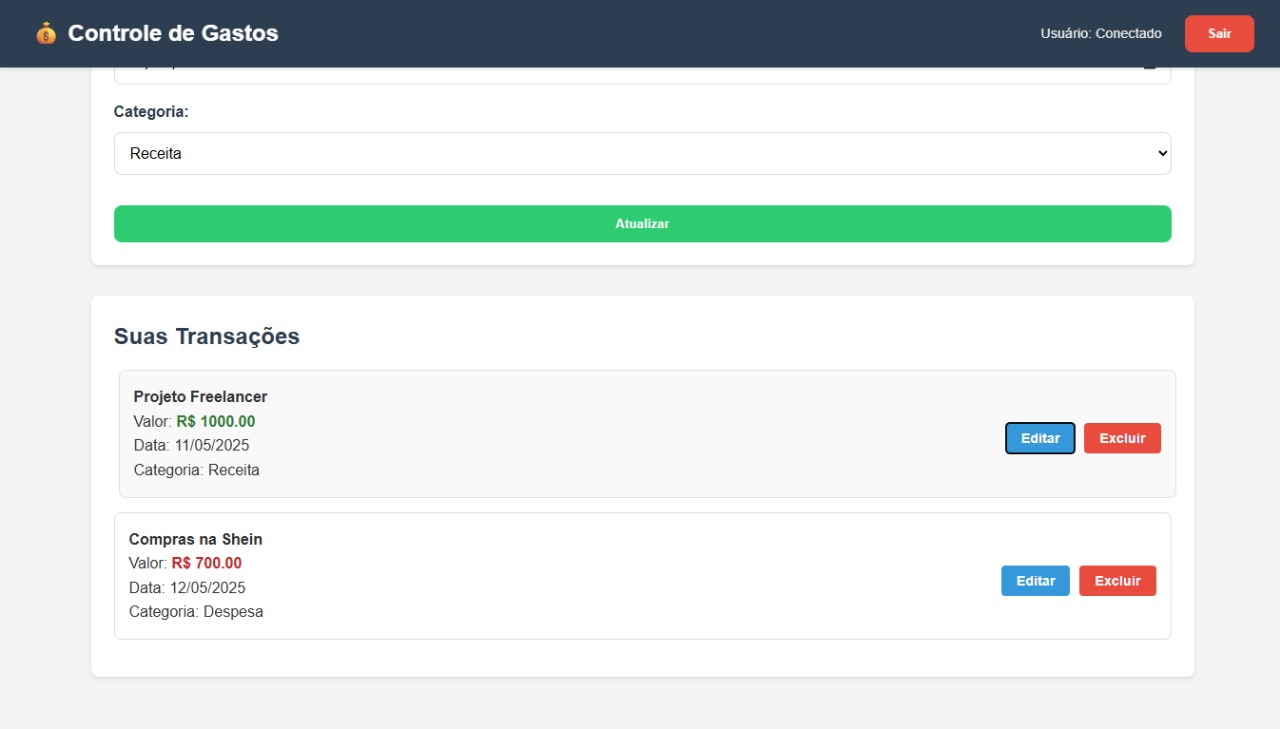 Controle de Gastos
Usuário: Conectado
Sair
Categoria:
Receita
Atualizar
Suas Transações
Projeto Freelancer
Valor: R$ 1000.00
Data: 11/05/2025
Categoria: Receita
Editar
Excluir
Compras na Shein
Valor: R$ 700.00
Data: 12/05/2025
Categoria: Despesa
Editar
Excluir